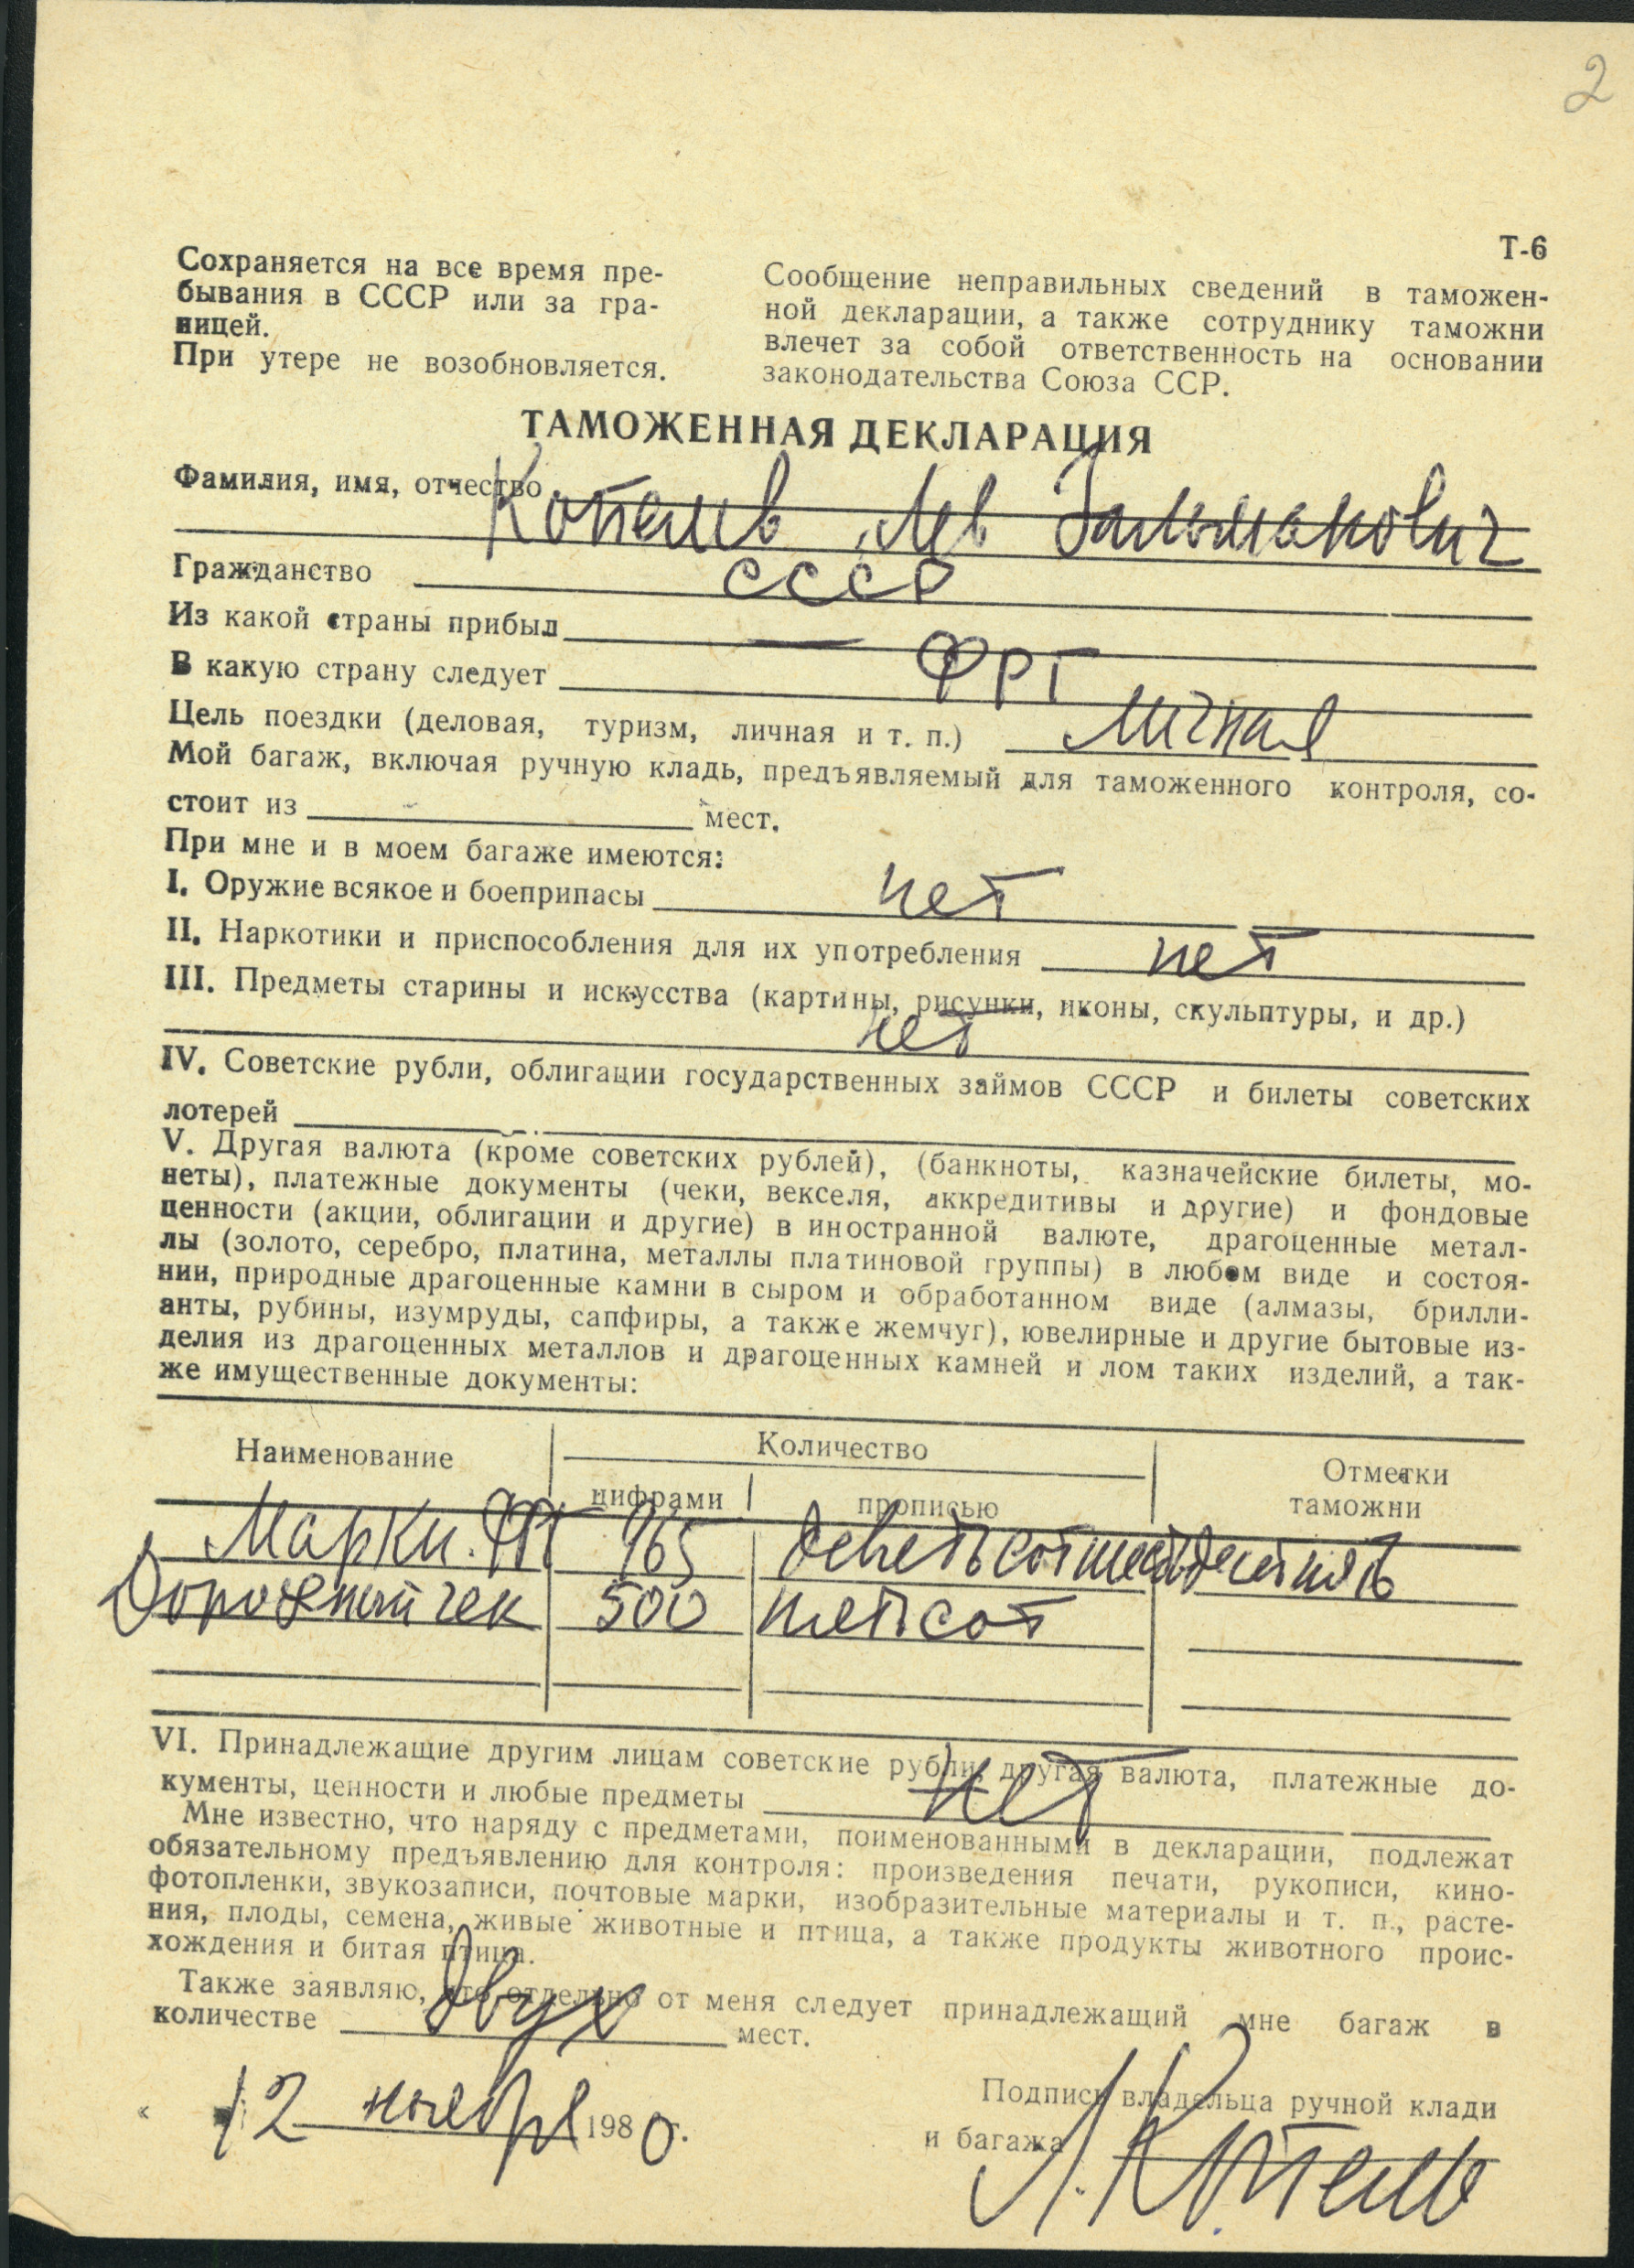 2
Т-6
Сохраняется на все время пре-
бывания в СССР или за гра-
ницей.
При утере не возобновляется.
Сообщение неправильных сведений в таможен-
ной декларации, а также сотруднику таможни
влечет за собой ответственность на основании
законодательства Союза ССР.
ТАМОЖЕННАЯ ДЕКЛАРАЦИЯ
Фамилия, имя, отчество Копелев Лев Залманович
Гражданство СССР
Из какой страны прибыл —
В какую страну следует ФРГ
Цель поездки (деловая, туризм, личная и т. п.) личная
Мой багаж, включая ручную кладь, предъявляемый для таможенного контроля, со-
стоит из мест.
При мне и в моем багаже имеются:
I. Оружие всякое и боеприпасы нет
II. Наркотики и приспособления для их употребления нет
III. Предметы старины и искусства (картины, рисунки, иконы, скульптуры, и др.)
нет
IV. Советские рубли, облигации государственных займов СССР и билеты советских
лотерей
V. Другая валюта (кроме советских рублей), (банкноты, казначейские билеты, мо-
неты), платежные документы (чеки, векселя, аккредитивы и другие) и фондовые
ценности (акции, облигации и другие) в иностранной валюте, драгоценные метал-
лы (золото, серебро, платина, металлы платиновой группы) в любом виде и состоя-
нии, природные драгоценные камни в сыром и обработанном виде (алмазы, брилли-
анты, рубины, изумруды, сапфиры, а также жемчуг), ювелирные и другие бытовые из-
делия из драгоценных металлов и драгоценных камней и лом таких изделий, а так-
же имущественные документы:
Наименование Количество Отметки
цифрами прописью таможни
Марки ФРГ 965 девятьсотшестьдесятпять
Дорожный чек 500 пятьсот
VI. Принадлежащие другим лицам советские рубли, другая валюта, платежные до-
кументы, ценности и любые предметы нет
Мне известно, что наряду с предметами, поименованными в декларации, подлежат
обязательному предъявлению для контроля: произведения печати, рукописи, кино-
фотопленки, звукозаписи, почтовые марки, изобразительные материалы и т. п., расте-
ния, плоды, семена, живые животные и птица, а также продукты животного проис-
хождения и битая птица.
Также заявляю, что отдельно от меня следует принадлежащий мне багаж в
количестве двух мест.
« 12 ноября 1980 г.
Подпись владельца ручной клади
и багажа Л. Копелев